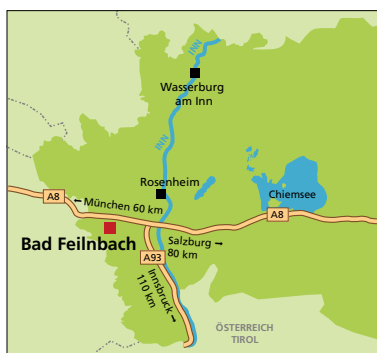 INN
Wasserburg
am Inn
INN
Rosenheim
Chiemsee
A8
← München 60 km
A8
Bad Feilnbach
Salzburg →
80 km
A93
Innsbruck →
110 km
ÖSTERREICH
TIROL